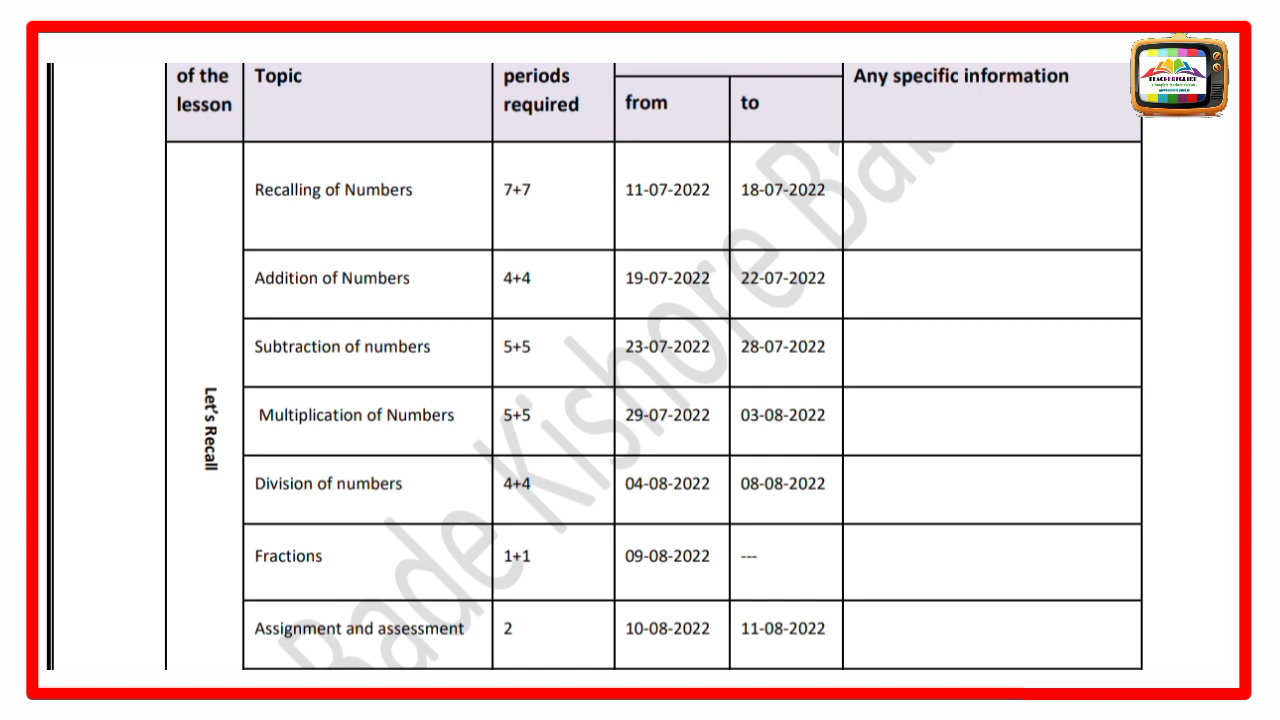 of the
lesson
Topic
periods
required
from
to
Any specific information
Let's Recall
Recalling of Numbers 7+7 11-07-2022 18-07-2022
Addition of Numbers 4+4 19-07-2022 22-07-2022
Subtraction of numbers 5+5 23-07-2022 28-07-2022
Multiplication of Numbers 5+5 29-07-2022 03-08-2022
Division of numbers 4+4 04-08-2022 08-08-2022
Fractions 1+1 09-08-2022 ---
Assignment and assessment 2 10-08-2022 11-08-2022
Bade Kishore